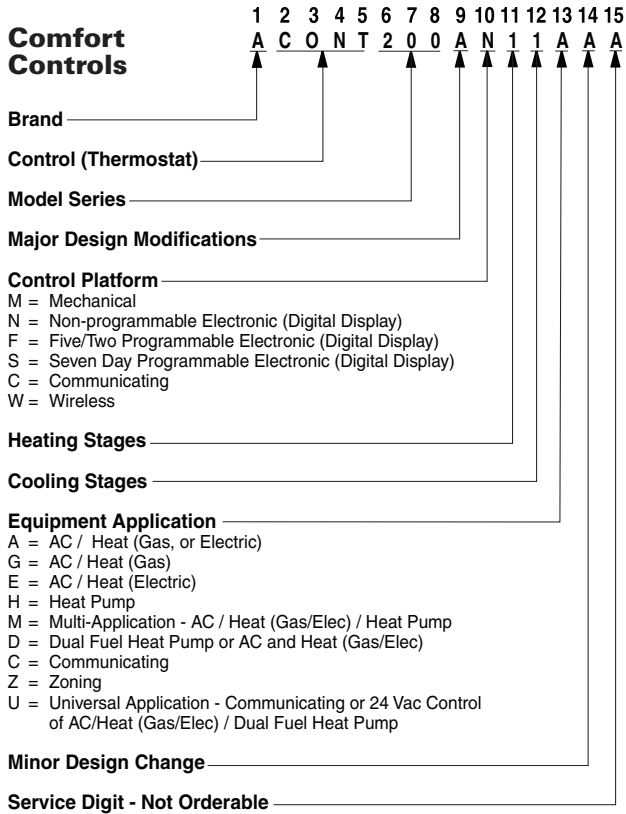 1 2 3 4 5 6 7 8 9 10 11 12 13 14 15
Comfort Controls
A C O N T 2 0 0 A N 1 1 A A A
Brand
Control (Thermostat)
Model Series
Major Design Modifications
Control Platform
M = Mechanical
N = Non-programmable Electronic (Digital Display)
F = Five/Two Programmable Electronic (Digital Display)
S = Seven Day Programmable Electronic (Digital Display)
C = Communicating
W = Wireless
Heating Stages
Cooling Stages
Equipment Application
A = AC / Heat (Gas, or Electric)
G = AC / Heat (Gas)
E = AC / Heat (Electric)
H = Heat Pump
M = Multi-Application - AC / Heat (Gas/Elec) / Heat Pump
D = Dual Fuel Heat Pump or AC and Heat (Gas/Elec)
C = Communicating
Z = Zoning
U = Universal Application - Communicating or 24 Vac Control
of AC/Heat (Gas/Elec) / Dual Fuel Heat Pump
Minor Design Change
Service Digit - Not Orderable